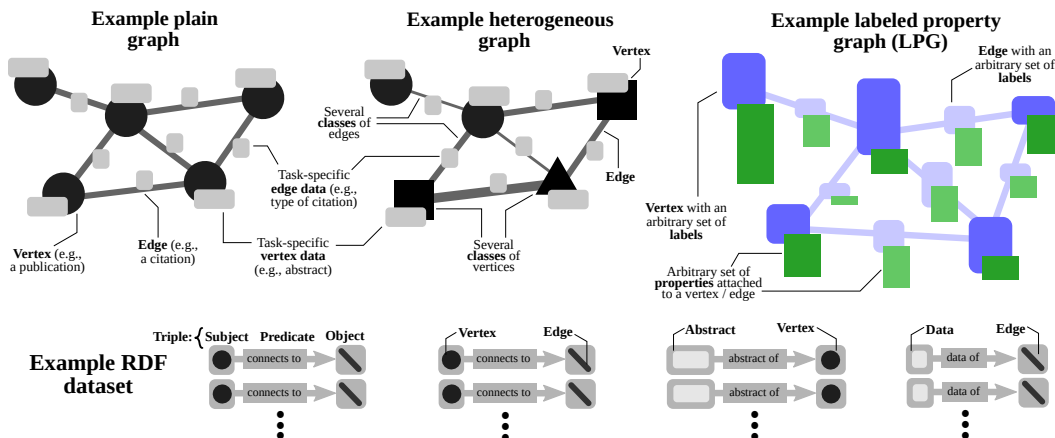 Example plain
graph
Example heterogeneous
graph
Example labeled property
graph (LPG)
Vertex
Edge with an
arbitrary set of
labels
Several
classes of
edges
Task-specific
edge data (e.g.,
type of citation)
Edge
Vertex with an
arbitrary set of
labels
Vertex (e.g.,
a publication)
Edge (e.g.,
a citation)
Task-specific
vertex data
(e.g., abstract)
Several
classes of
vertices
Arbitrary set of
properties attached
to a vertex / edge
Example RDF
dataset
Triple: { Subject Predicate Object
connects to
connects to
Vertex Edge
connects to
connects to
Abstract Vertex
abstract of
abstract of
Data Edge
data of
data of